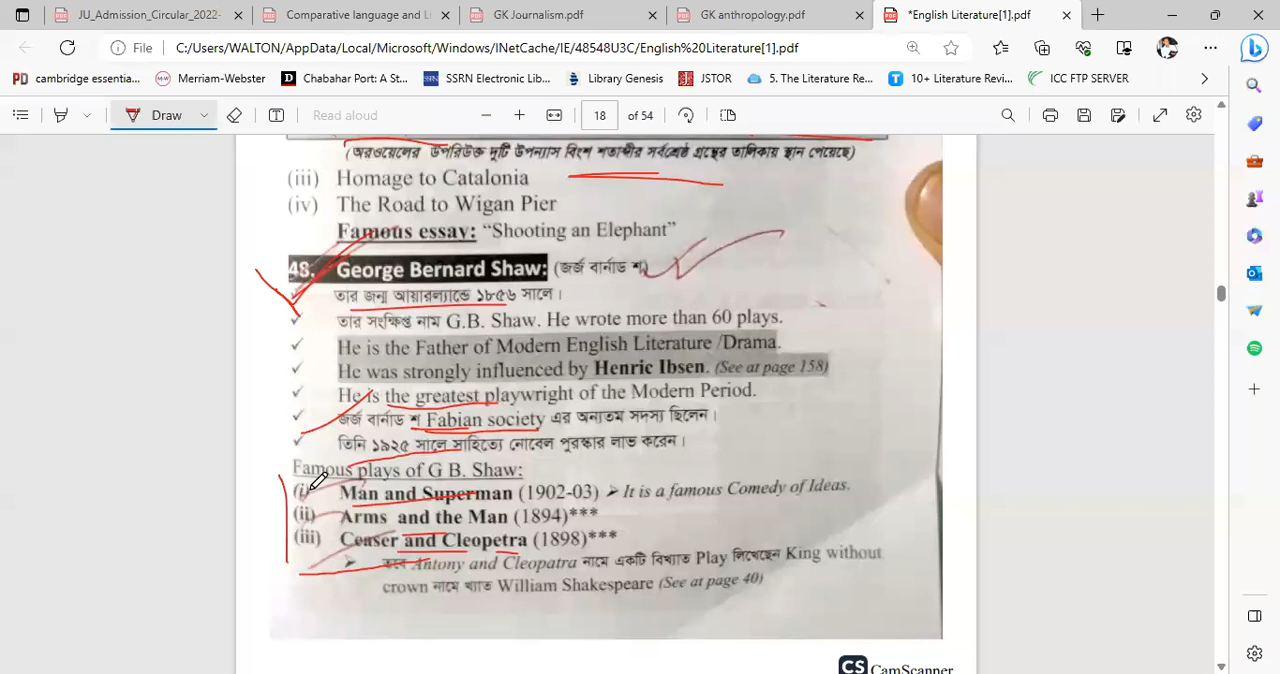 JU_Admission_Circular_2022-
Comparative language and Li
GK Journalism.pdf
GK anthropology.pdf
*English Literature[1].pdf
File
C:/Users/WALTON/AppData/Local/Microsoft/Windows/INetCache/IE/48548U3C/English%20Literature[1].pdf
PD cambridge essentia...
M-W Merriam-Webster
D Chabahar Port: A St...
SSRN SSRN Electronic Lib...
Library Genesis
JSTOR
5. The Literature Re...
T 10+ Literature Revi...
ICC FTP SERVER
Draw
Read aloud
18 of 54
(অরওয়েলের উপরিউক্ত দুটি উপন্যাস বিংশ শতাব্দীর সর্বশ্রেষ্ঠ গ্রন্থের তালিকায় স্থান পেয়েছে)
(iii) Homage to Catalonia
(iv) The Road to Wigan Pier
Famous essay: “Shooting an Elephant”
48. George Bernard Shaw: (জর্জ বার্নাড শ)
তার জন্ম আয়ারল্যান্ডে ১৮৫৬ সালে।
তার সংক্ষিপ্ত নাম G.B. Shaw. He wrote more than 60 plays.
He is the Father of Modern English Literature /Drama.
He was strongly influenced by Henric Ibsen. (See at page 158)
He is the greatest playwright of the Modern Period.
জর্জ বার্নাড শ Fabian society এর অন্যতম সদস্য ছিলেন।
তিনি ১৯২৫ সালে সাহিত্যে নোবেল পুরস্কার লাভ করেন।
Famous plays of G B. Shaw:
(i) Man and Superman (1902-03) ➢ It is a famous Comedy of Ideas.
(ii) Arms and the Man (1894)***
(iii) Ceaser and Cleopetra (1898)***
➢ তবে Antony and Cleopatra নামে একটি বিখ্যাত Play লিখেছেন King without
crown নামে খ্যাত William Shakespeare (See at page 40)
CS CamScanner